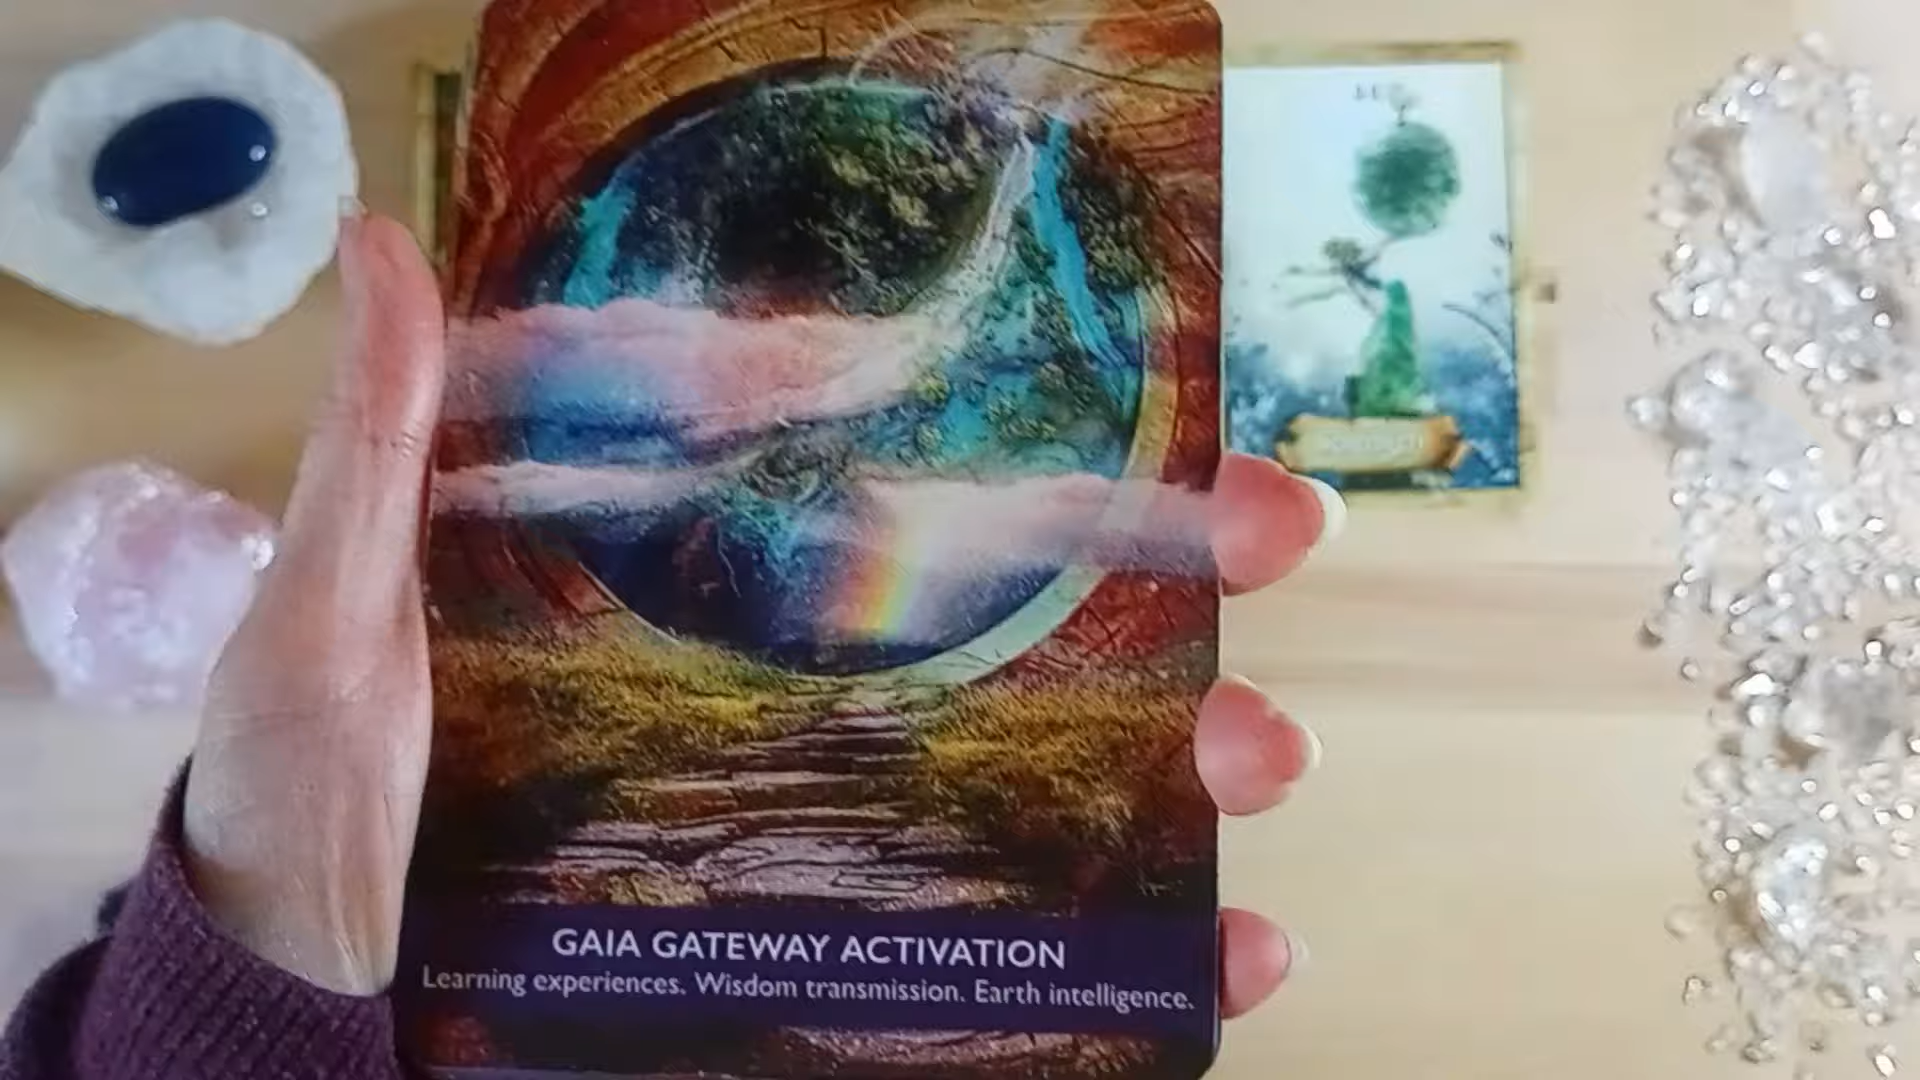 GAIA GATEWAY ACTIVATION
Learning experiences. Wisdom transmission. Earth intelligence.